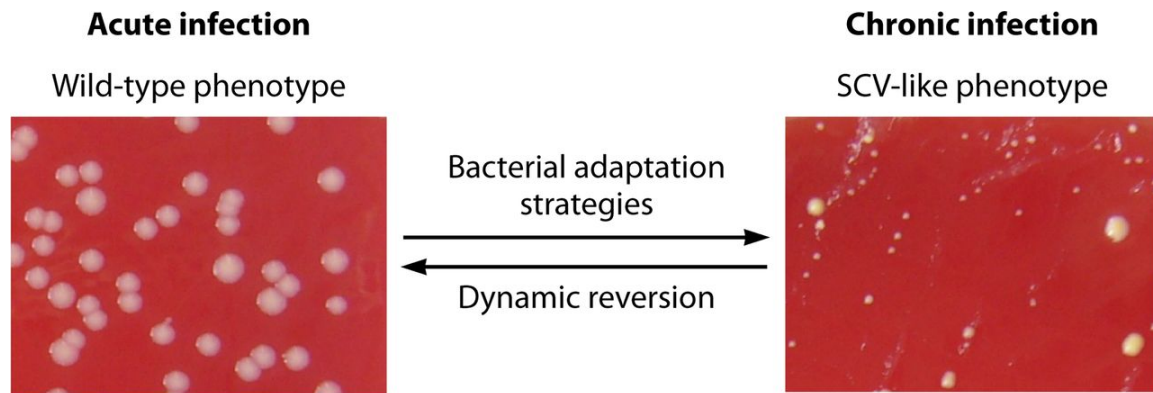 Acute infection
Wild-type phenotype
Chronic infection
SCV-like phenotype
Bacterial adaptation
strategies
Dynamic reversion